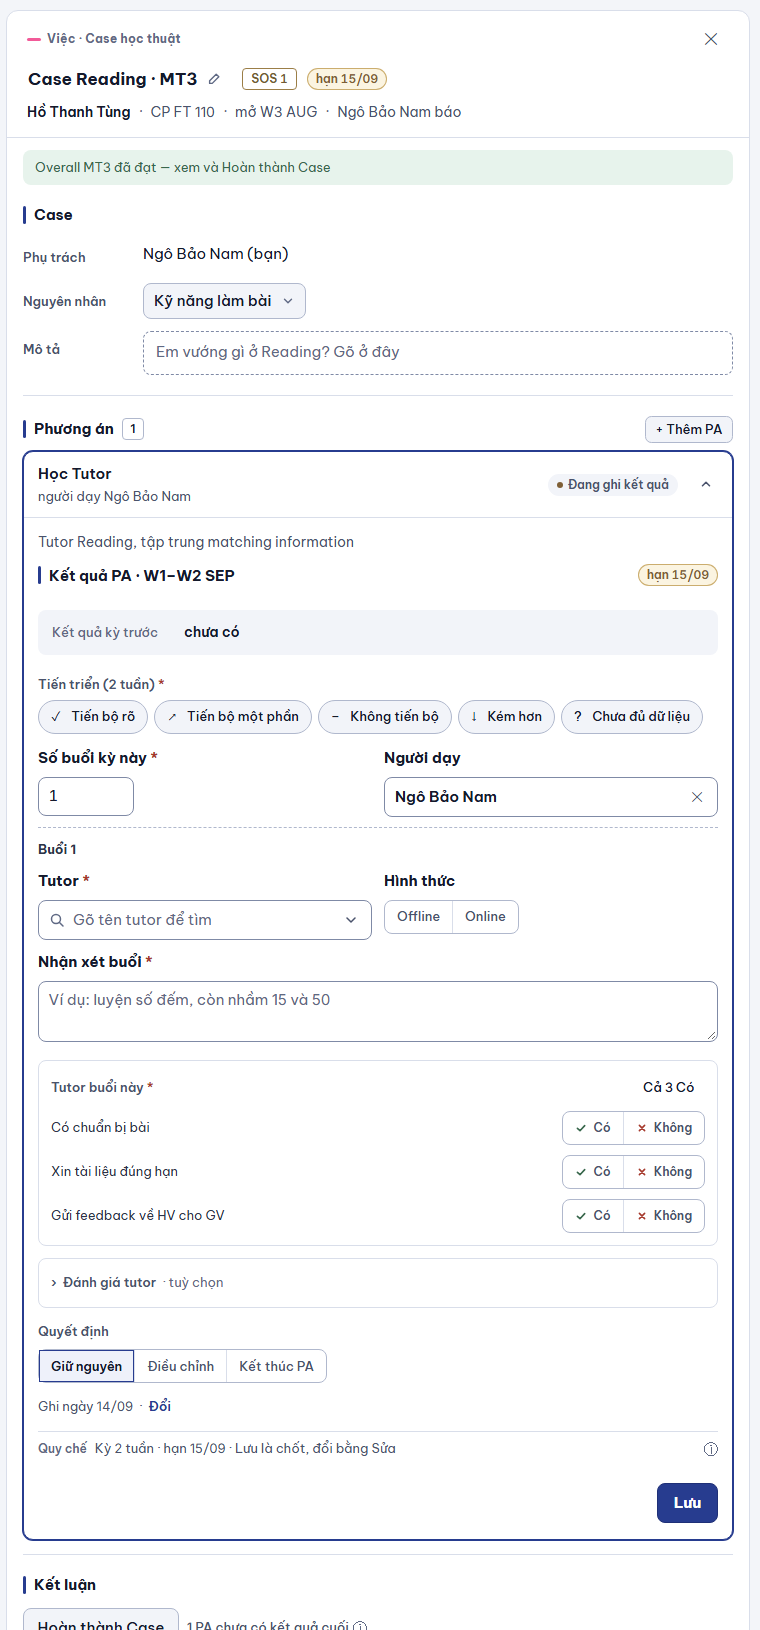 Việc · Case học thuật
Case Reading · MT3 SOS 1 hạn 15/09
Hồ Thanh Tùng · CP FT 110 · mở W3 AUG · Ngô Bảo Nam báo
Overall MT3 đã đạt — xem và Hoàn thành Case
Case
Phụ trách Ngô Bảo Nam (bạn)
Nguyên nhân Kỹ năng làm bài
Mô tả Em vướng gì ở Reading? Gõ ở đây
Phương án 1 + Thêm PA
Học Tutor
người dạy Ngô Bảo Nam
Đang ghi kết quả
Tutor Reading, tập trung matching information
Kết quả PA · W1–W2 SEP hạn 15/09
Kết quả kỳ trước chưa có
Tiến triển (2 tuần) *
✓ Tiến bộ rõ ↗ Tiến bộ một phần – Không tiến bộ ↓ Kém hơn ? Chưa đủ dữ liệu
Số buổi kỳ này * Người dạy
1 Ngô Bảo Nam
Buổi 1
Tutor * Hình thức
Gõ tên tutor để tìm Offline Online
Nhận xét buổi *
Ví dụ: luyện số đếm, còn nhầm 15 và 50
Tutor buổi này * Cả 3 Có
Có chuẩn bị bài Có Không
Xin tài liệu đúng hạn Có Không
Gửi feedback về HV cho GV Có Không
› Đánh giá tutor · tuỳ chọn
Quyết định
Giữ nguyên Điều chỉnh Kết thúc PA
Ghi ngày 14/09 · Đổi
Quy chế Kỳ 2 tuần · hạn 15/09 · Lưu là chốt, đổi bằng Sửa
Lưu
Kết luận
Hoàn thành Case 1 PA chưa có kết quả cuối